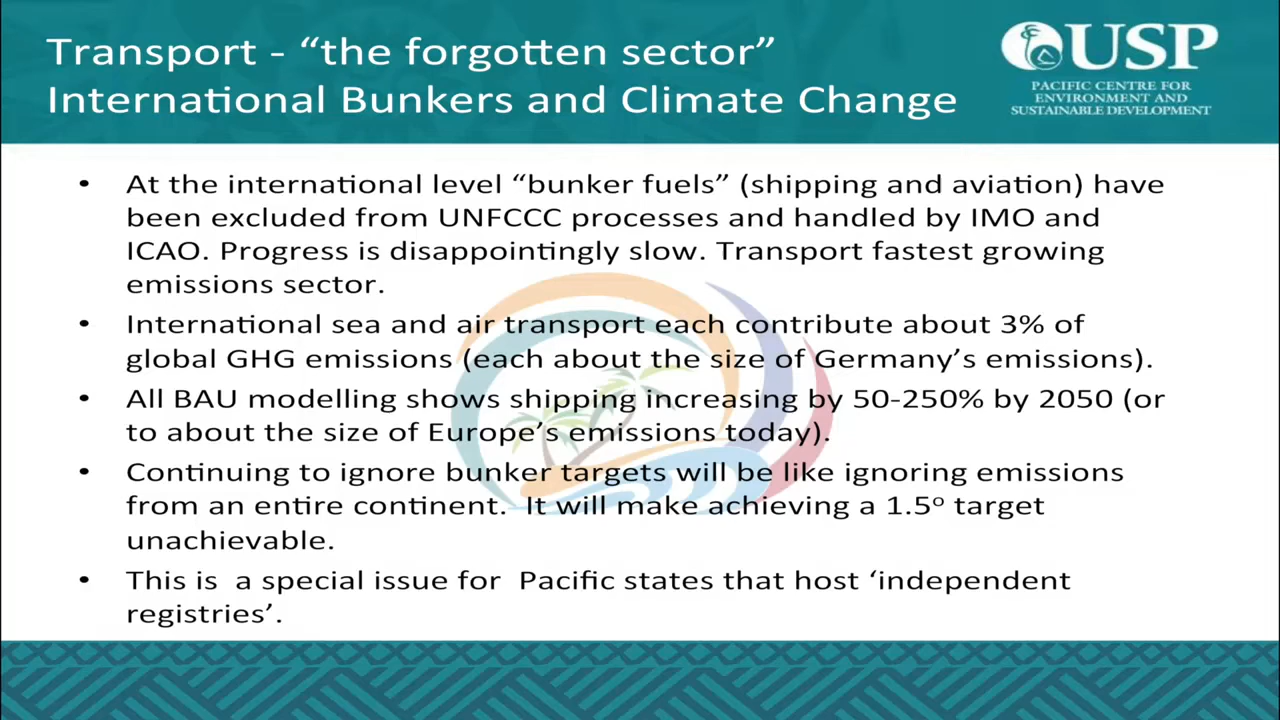 Transport - “the forgotten sector”
International Bunkers and Climate Change
USP
PACIFIC CENTRE FOR
ENVIRONMENT AND
SUSTAINABLE DEVELOPMENT
• At the international level “bunker fuels” (shipping and aviation) have
been excluded from UNFCCC processes and handled by IMO and
ICAO. Progress is disappointingly slow. Transport fastest growing
emissions sector.
• International sea and air transport each contribute about 3% of
global GHG emissions (each about the size of Germany’s emissions).
• All BAU modelling shows shipping increasing by 50-250% by 2050 (or
to about the size of Europe’s emissions today).
• Continuing to ignore bunker targets will be like ignoring emissions
from an entire continent.  It will make achieving a 1.5º target
unachievable.
• This is  a special issue for  Pacific states that host ‘independent
registries’.